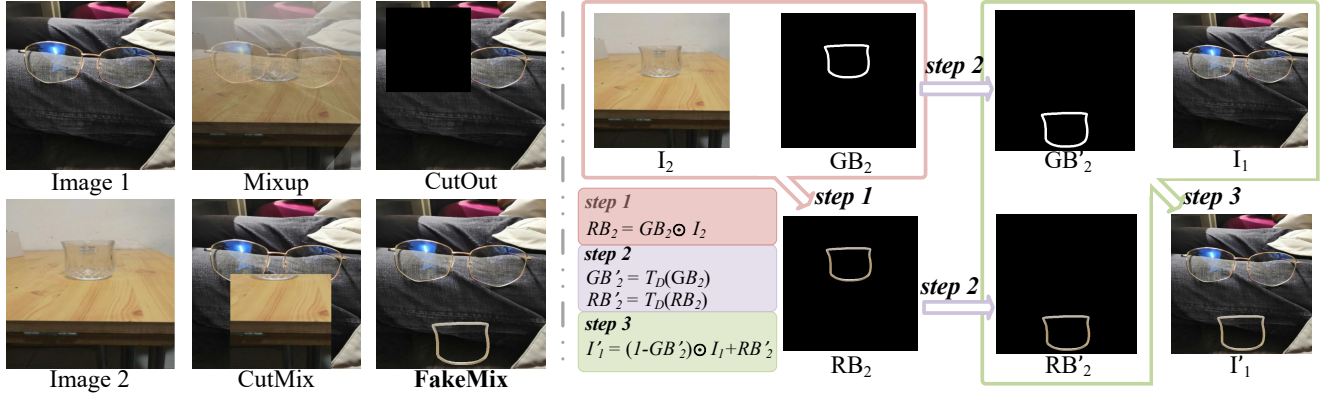 Image 1
Mixup
CutOut
Image 2
CutMix
FakeMix
I₂
GB₂
step 2
GB′₂
I₁
step 1
step 3
step 1
RB₂ = GB₂⊙ I₂
step 2
GB′₂ = T_D(GB₂)
RB′₂ = T_D(RB₂)
step 3
I′₁ = (1-GB′₂)⊙ I₁+RB′₂
step 2
RB₂
RB′₂
I′₁